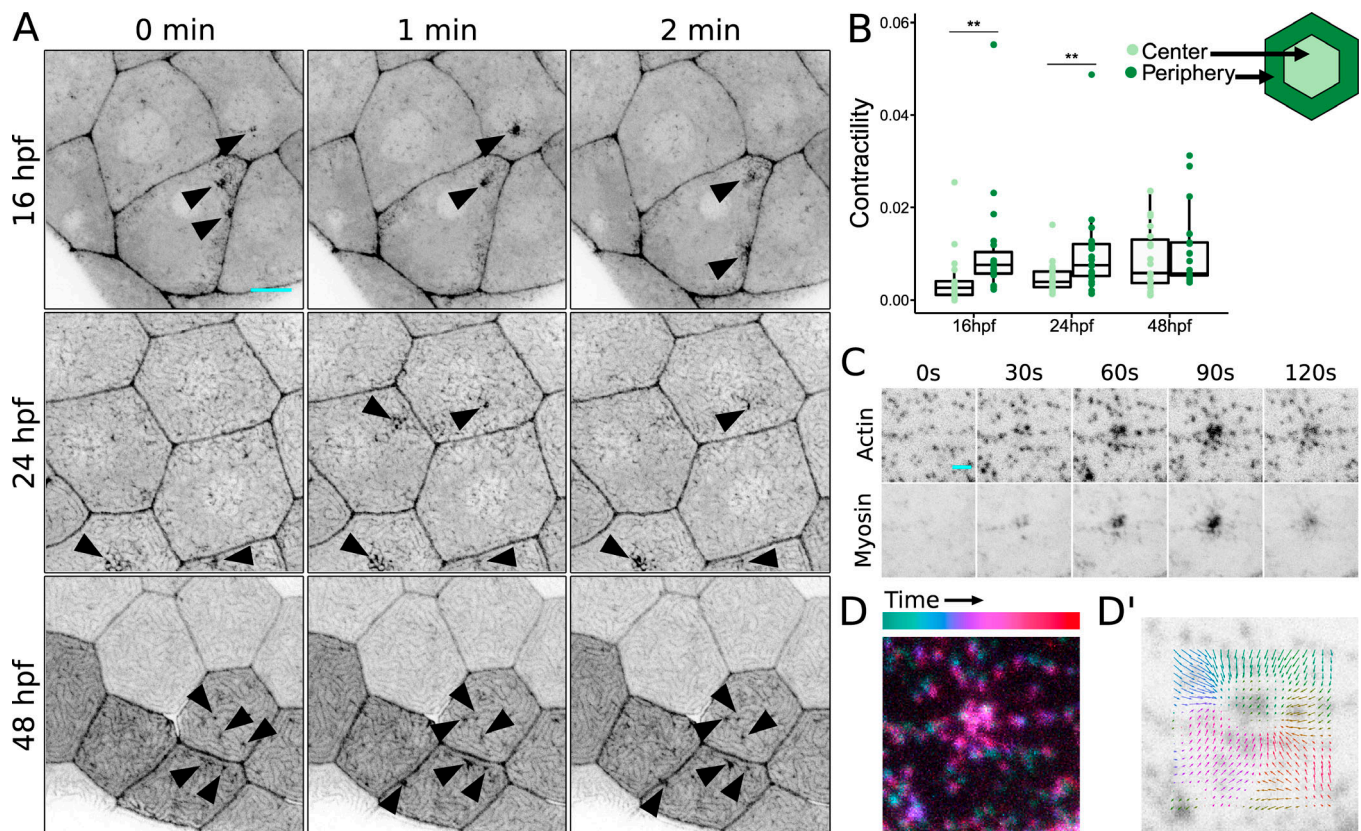 A
0 min 1 min 2 min
16 hpf
24 hpf
48 hpf
B
0.06
0.04
0.02
0.00
Contractility
**
**
Center
Periphery
16hpf 24hpf 48hpf
C
0s 30s 60s 90s 120s
Actin
Myosin
D
Time
D'